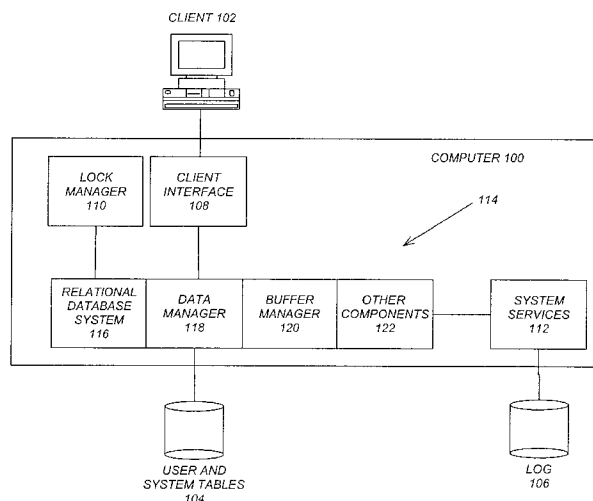 CLIENT 102
COMPUTER 100
LOCK
MANAGER
110
CLIENT
INTERFACE
108
114
RELATIONAL
DATABASE
SYSTEM
116
DATA
MANAGER
118
BUFFER
MANAGER
120
OTHER
COMPONENTS
122
SYSTEM
SERVICES
112
USER AND
SYSTEM TABLES
104
LOG
106